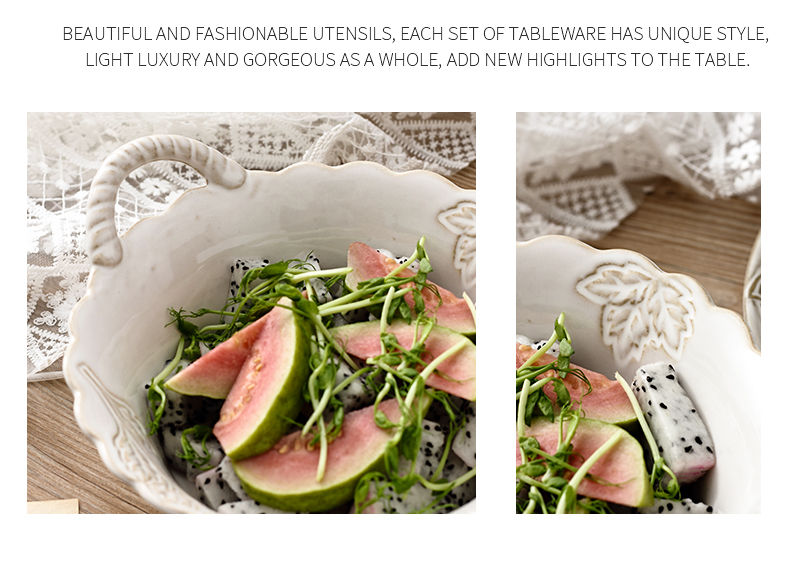 BEAUTIFUL AND FASHIONABLE UTENSILS, EACH SET OF TABLEWARE HAS UNIQUE STYLE,
LIGHT LUXURY AND GORGEOUS AS A WHOLE, ADD NEW HIGHLIGHTS TO THE TABLE.